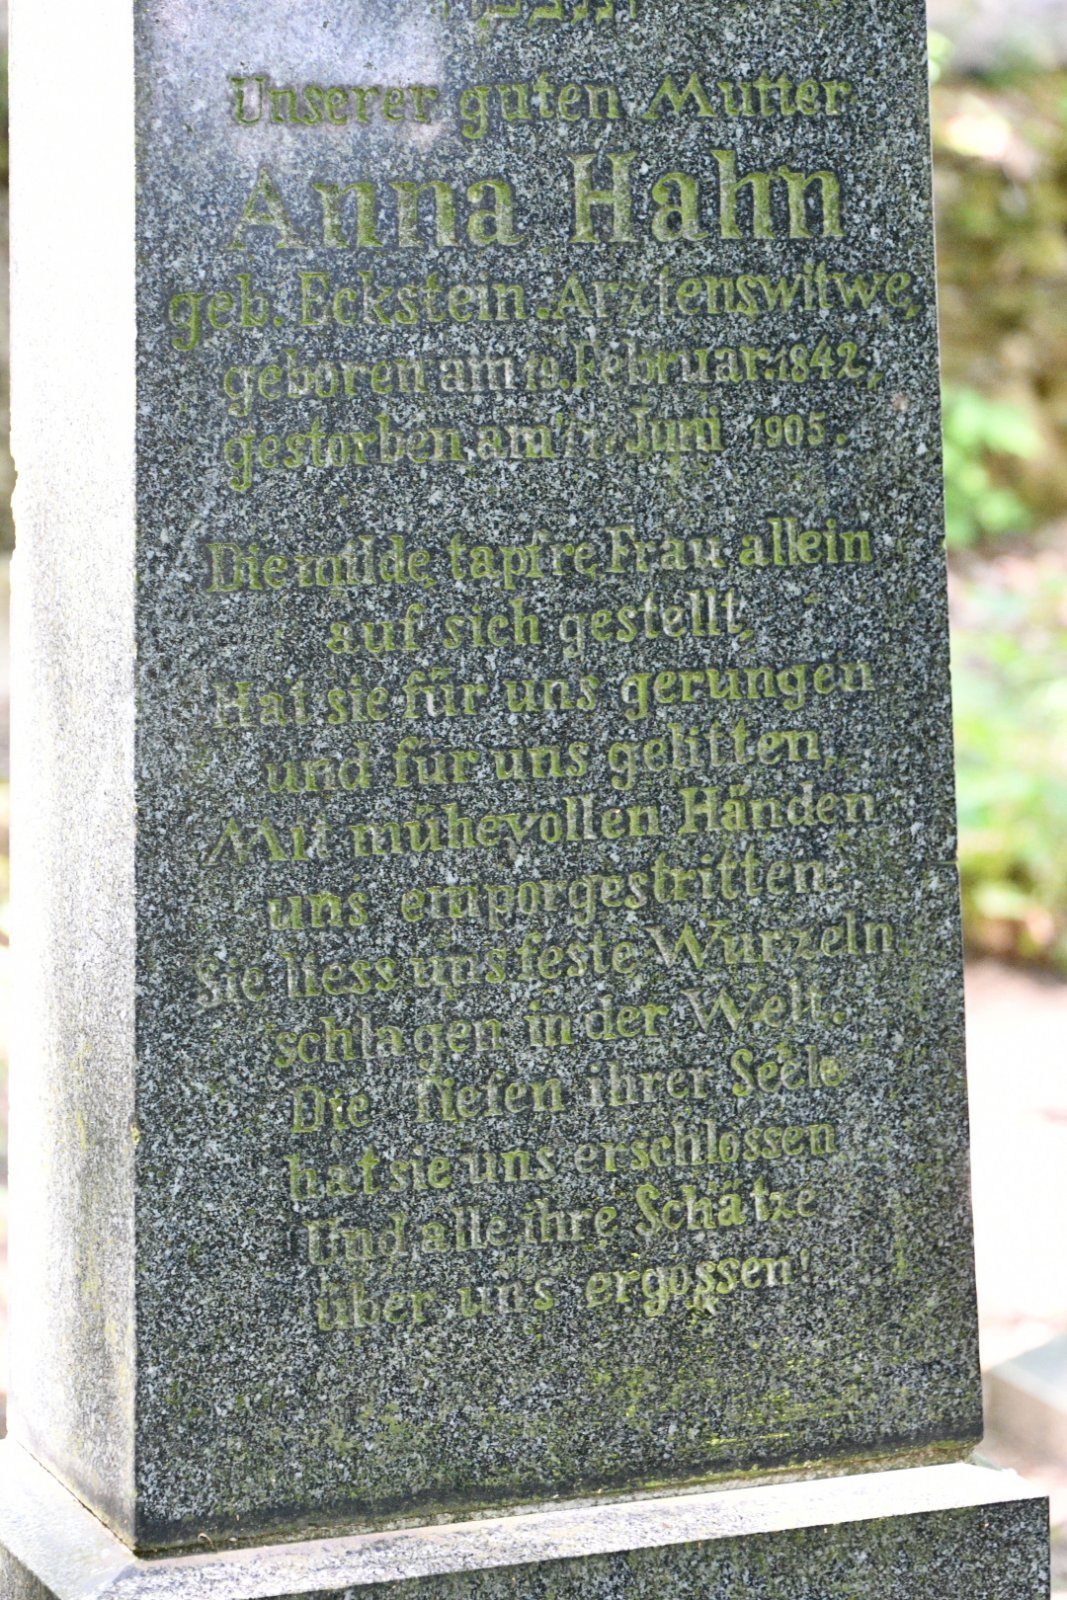 Unserer guten Mutter
Anna Hahn
geb. Eckstein. Arztenswitwe,
geboren am 19. Februar. 1842,
gestorben am 17. Juni 1905.
Die milde, tapfre, Frau allein
auf sich gestellt,
Hat sie für uns gerungen
und für uns gelitten,
Mit mühevollen Händen
uns emporgestritten.
Sie liess uns feste Wurzeln
schlagen in der Welt.
Die Tiefen ihrer Seele
hat sie uns erschlossen
Und alle ihre Schätze
über uns ergossen!